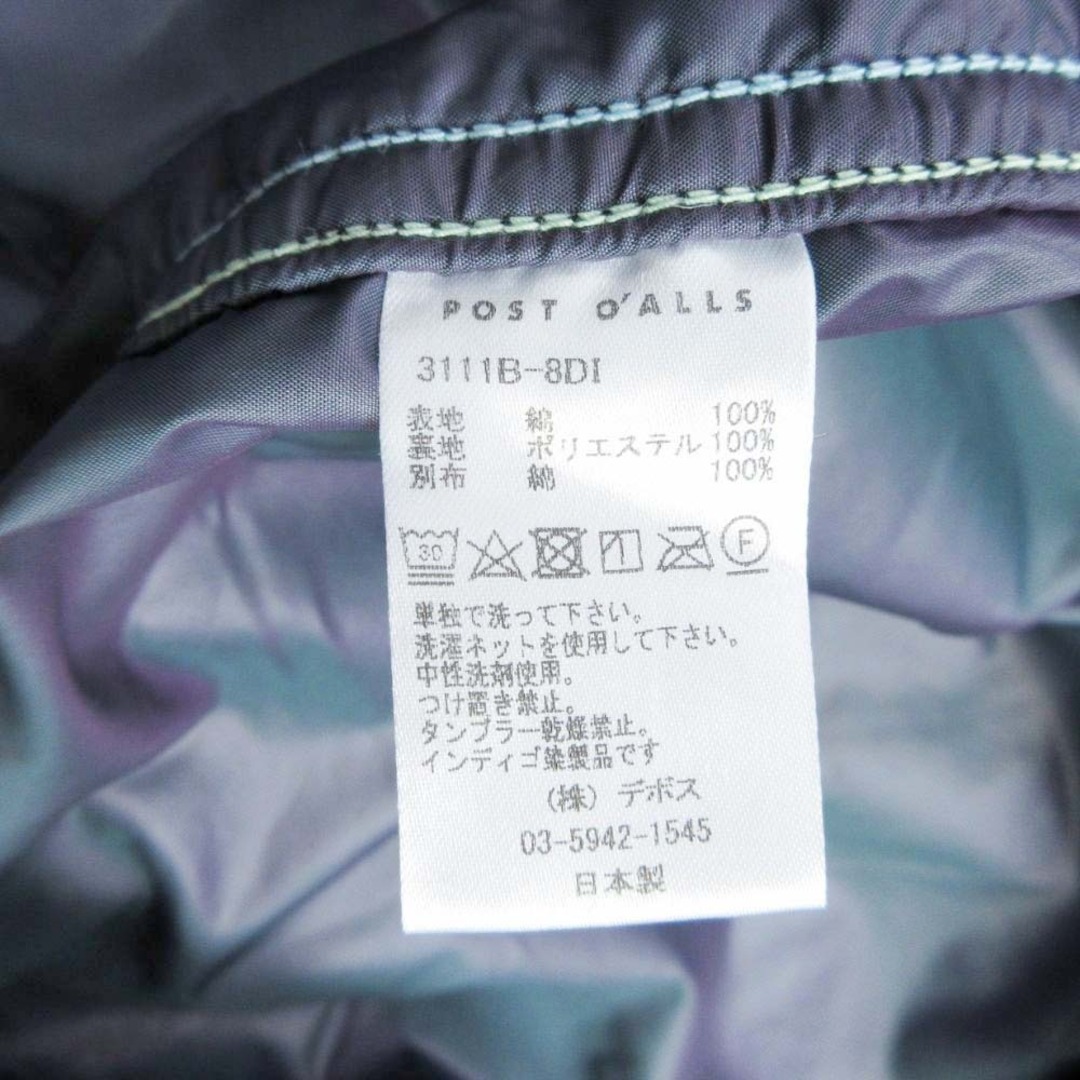 POST O'ALLS
3111B-8DI
表地 綿 100%
裏地 ポリエステル 100%
別布 綿 100%
30 F
単独で洗って下さい。
洗濯ネットを使用して下さい。
中性洗剤使用。
つけ置き禁止。
タンブラー乾燥禁止。
インディゴ染製品です
(株) デボス
03-5942-1545
日本製